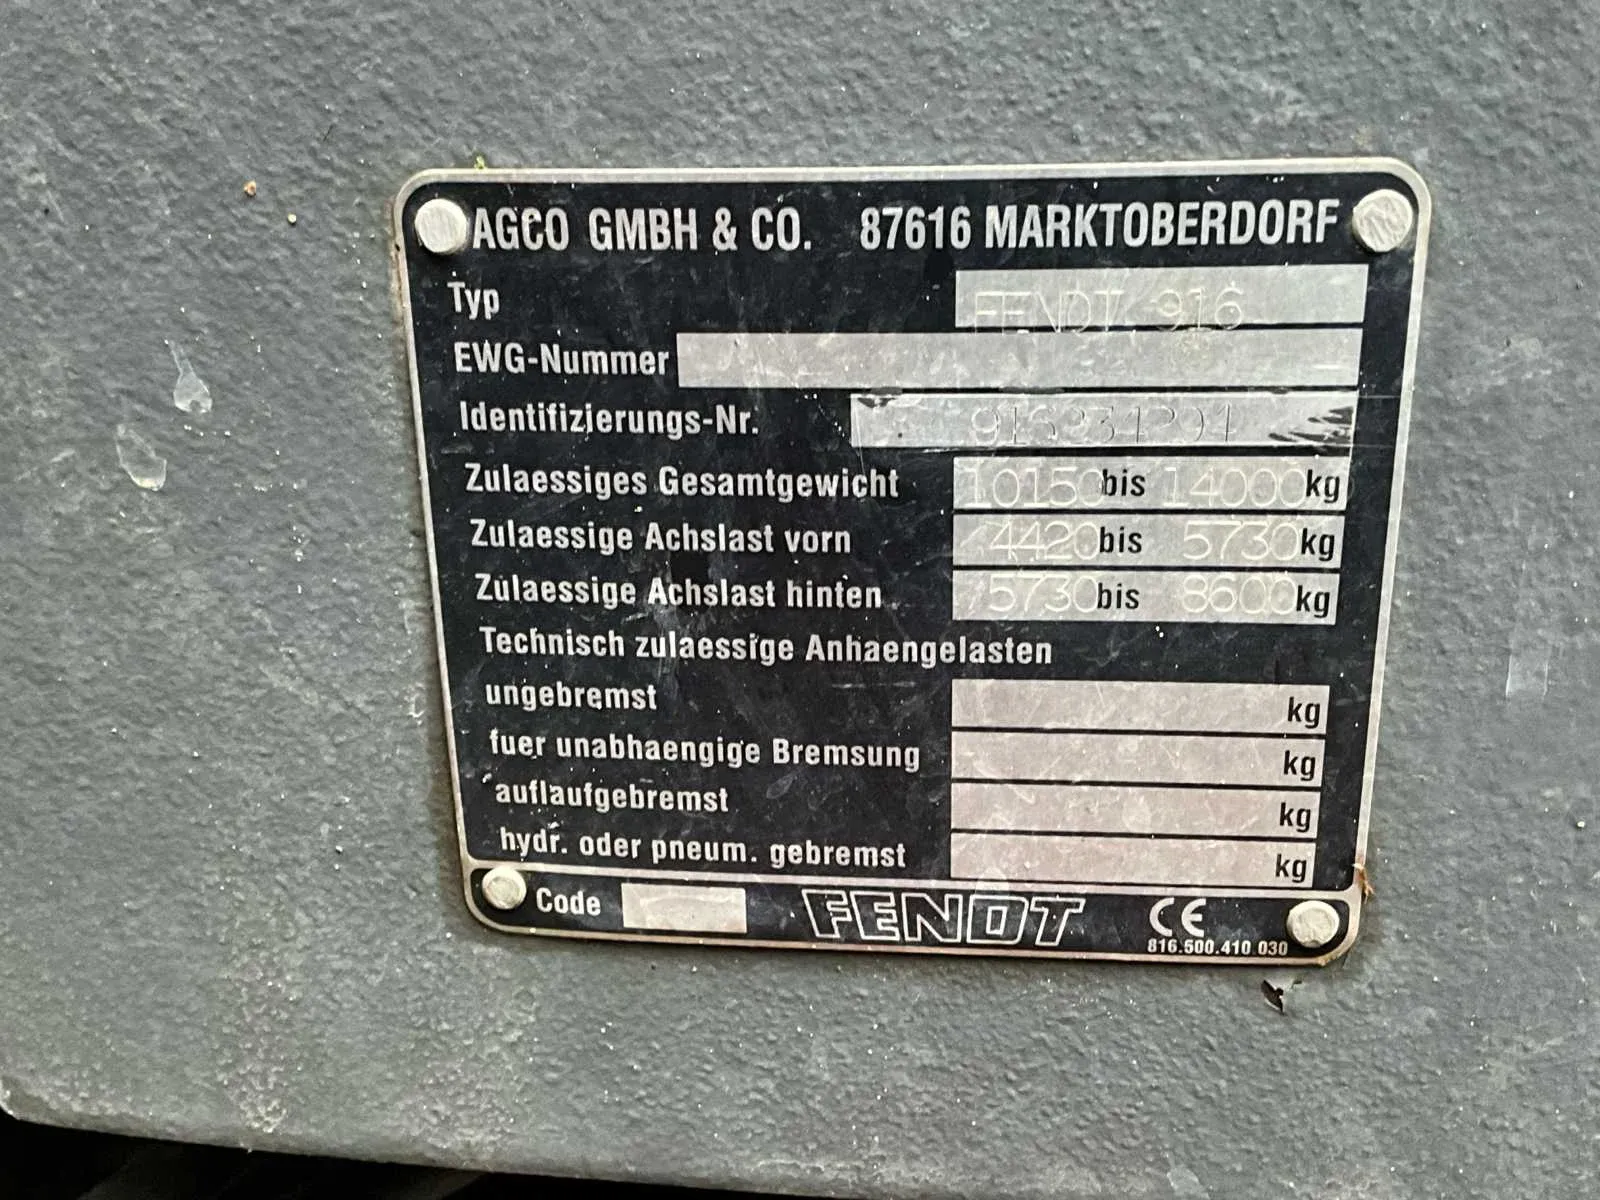 AGCO GMBH & CO. 87616 MARKTOBERDORF
Typ FENDT 916
EWG-Nummer
Identifizierungs-Nr.
Zulaessiges Gesamtgewicht 10150 bis 14000 kg
Zulaessige Achslast vorn 4420 bis 5730 kg
Zulaessige Achslast hinten 5730 bis 8600 kg
Technisch zulaessige Anhaengelasten
ungebremst kg
fuer unabhaengige Bremsung kg
auflaufgebremst kg
hydr. oder pneum. gebremst kg
Code FENDT CE
816.500.410.030